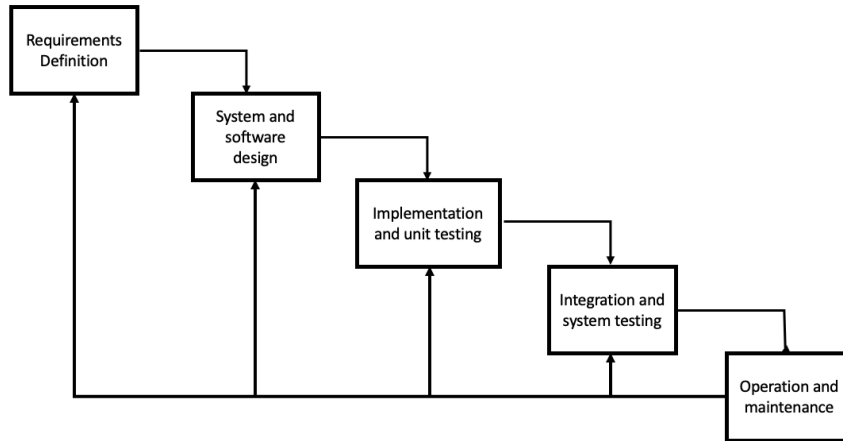 Requirements
Definition
System and
software
design
Implementation
and unit testing
Integration and
system testing
Operation and
maintenance